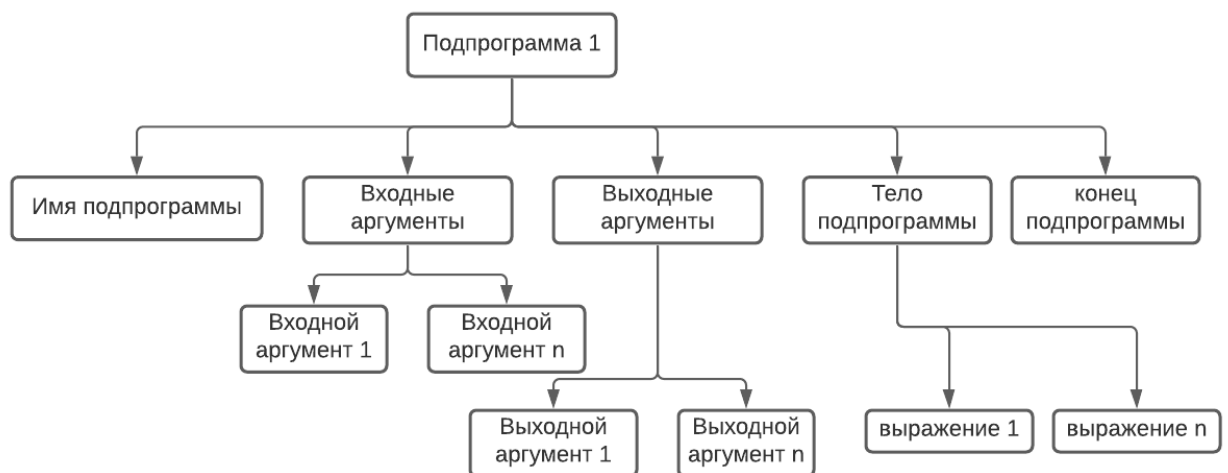 Подпрограмма 1
Имя подпрограммы
Входные
аргументы
Выходные
аргументы
Тело
подпрограммы
конец
подпрограммы
Входной
аргумент 1
Входной
аргумент n
Выходной
аргумент 1
Выходной
аргумент n
выражение 1
выражение n